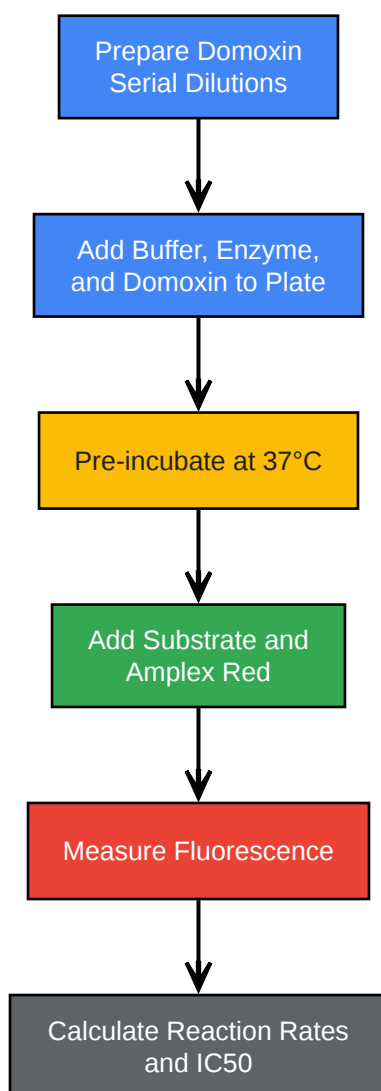 Prepare Domoxin
Serial Dilutions
Add Buffer, Enzyme,
and Domoxin to Plate
Pre-incubate at 37°C
Add Substrate and
Amplex Red
Measure Fluorescence
Calculate Reaction Rates
and IC50